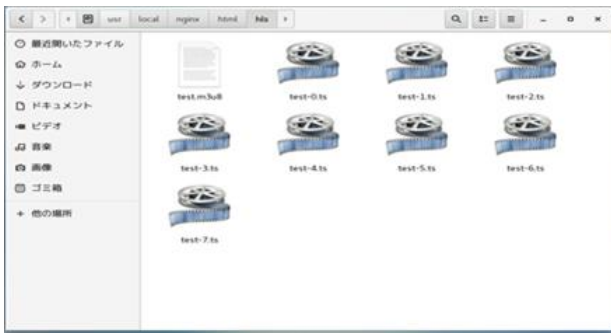 usr local nginx html hls
最近開いたファイル
ホーム
ダウンロード
ドキュメント
ビデオ
音楽
画像
ゴミ箱
+ 他の場所
test.m3u8 test-0.ts test-1.ts test-2.ts
test-3.ts test-4.ts test-5.ts test-6.ts
test-7.ts